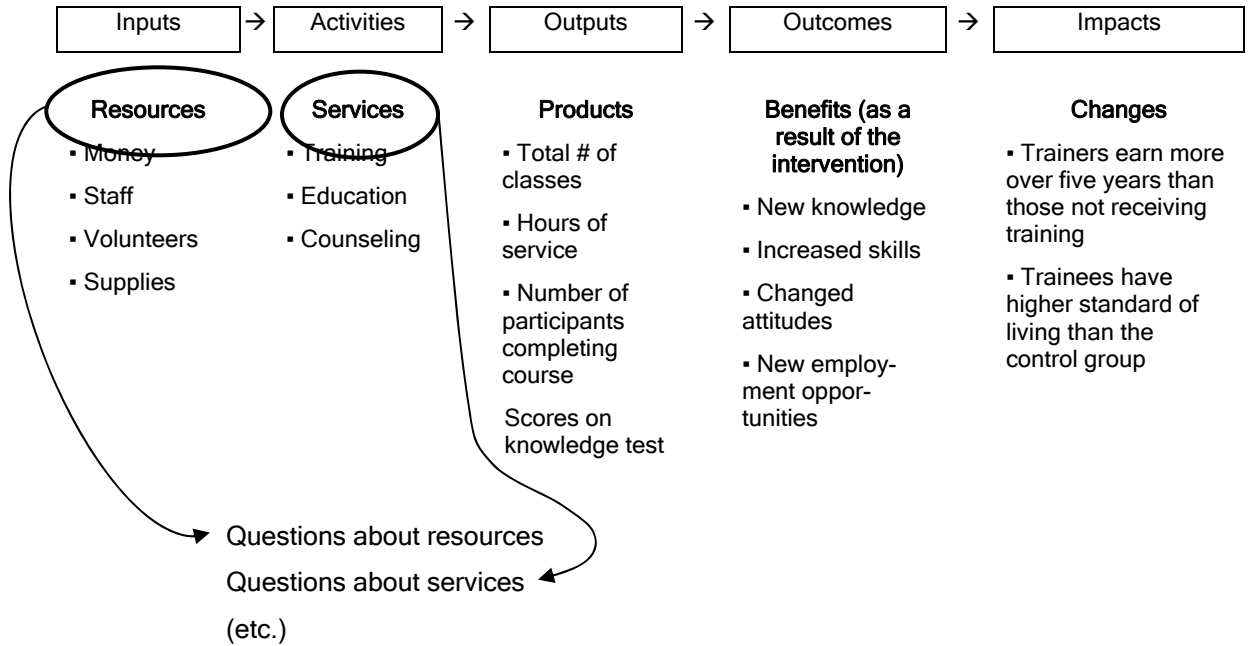 Inputs → Activities → Outputs → Outcomes → Impacts
Resources
▪ Money
▪ Staff
▪ Volunteers
▪ Supplies
Services
▪ Training
▪ Education
▪ Counseling
Products
▪ Total # of
classes
▪ Hours of
service
▪ Number of
participants
completing
course
Scores on
knowledge test
Benefits (as a
result of the
intervention)
▪ New knowledge
▪ Increased skills
▪ Changed
attitudes
▪ New employ-
ment oppor-
tunities
Changes
▪ Trainers earn more
over five years than
those not receiving
training
▪ Trainees have
higher standard of
living than the
control group
Questions about resources
Questions about services
(etc.)